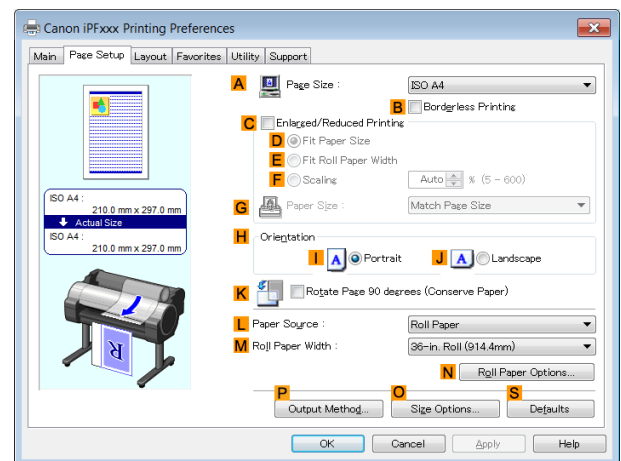 Canon iPFxxx Printing Preferences
Main Page Setup Layout Favorites Utility Support
A Page Size : ISO A4
B Borderless Printing
C Enlarged/Reduced Printing
D Fit Paper Size
E Fit Roll Paper Width
F Scaling Auto % (5 - 600)
ISO A4 :
210.0 mm x 297.0 mm
Actual Size
ISO A4 :
210.0 mm x 297.0 mm
G Paper Size : Match Page Size
H Orientation
I A Portrait J A Landscape
K Rotate Page 90 degrees (Conserve Paper)
L Paper Source : Roll Paper
M Roll Paper Width : 36-in. Roll (914.4mm)
N Roll Paper Options...
P O S
Output Method... Size Options... Defaults
R
OK Cancel Apply Help